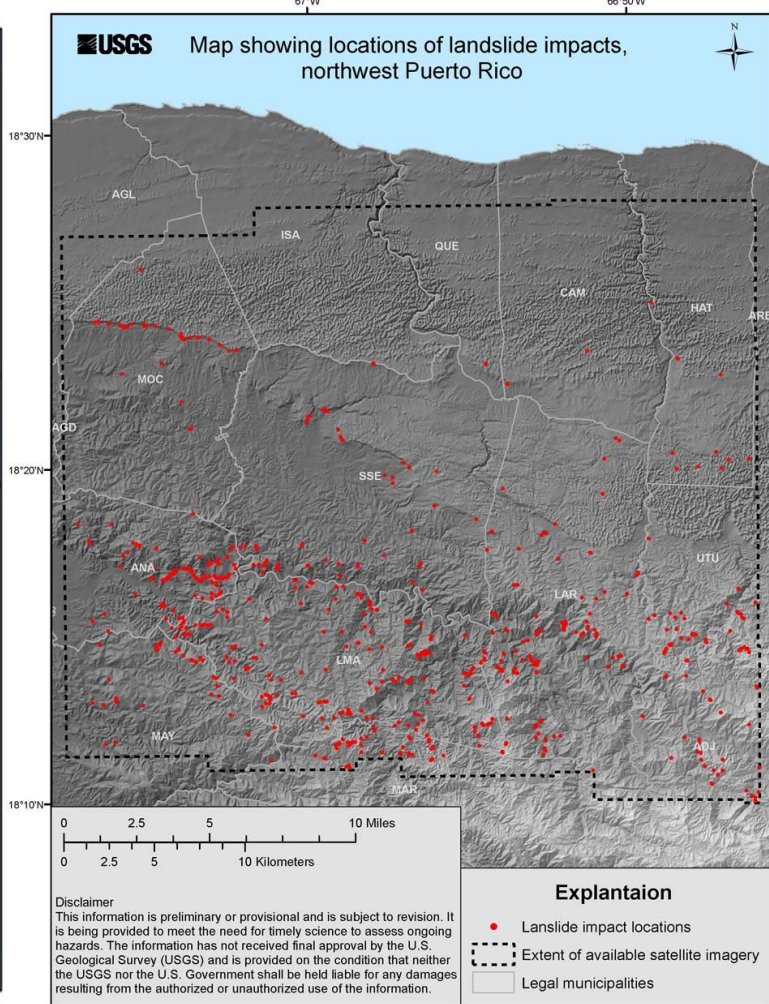 67°W
66°50'W
USGS
Map showing locations of landslide impacts,
northwest Puerto Rico
N
18°30'N
AGL
ISA
QUE
CAM
HAT
ARE
MOC
AGD
18°20'N
SSE
ANA
UTU
LAR
LMA
MAY
ADJ
MAR
18°10'N
0 2.5 5 10 Miles
0 2.5 5 10 Kilometers
Disclaimer
This information is preliminary or provisional and is subject to revision. It
is being provided to meet the need for timely science to assess ongoing
hazards. The information has not received final approval by the U.S.
Geological Survey (USGS) and is provided on the condition that neither
the USGS nor the U.S. Government shall be held liable for any damages
resulting from the authorized or unauthorized use of the information.
Explantaion
Lanslide impact locations
Extent of available satellite imagery
Legal municipalities